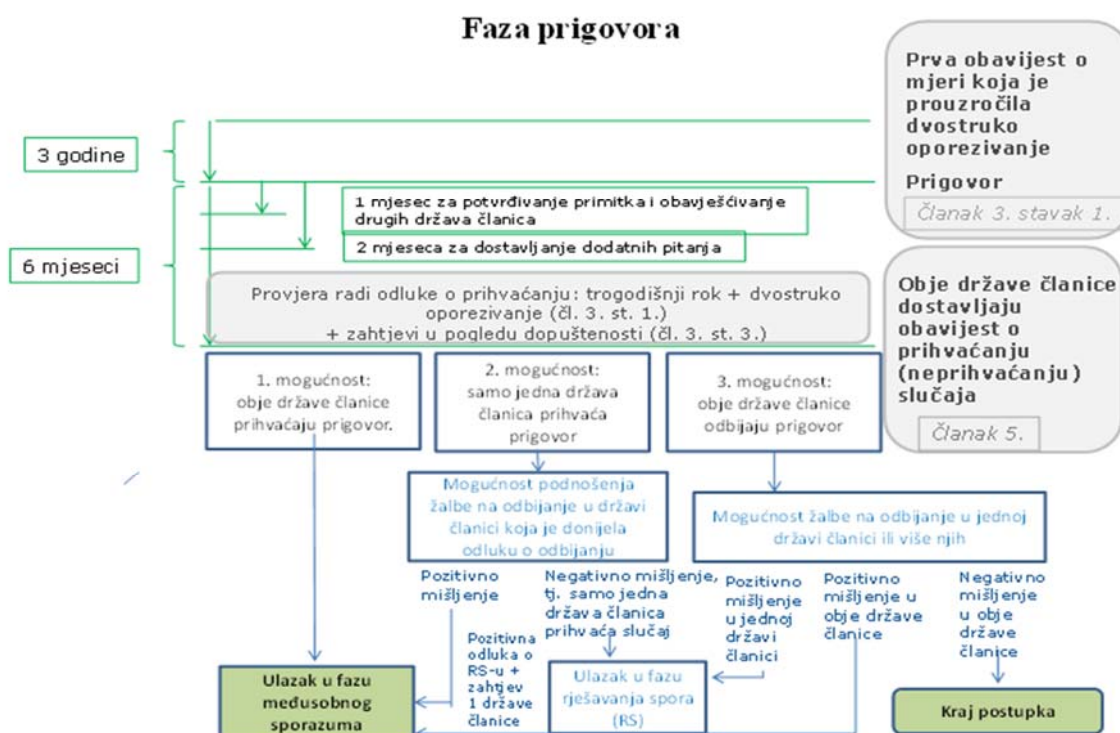 Faza prigovora
Prva obavijest o
mjeri koja je
prouzročila
dvostruko
oporezivanje
Prigovor
Članak 3. stavak 1.
3 godine
1 mjesec za potvrđivanje primitka i obavješćivanje
drugih država članica
2 mjeseca za dostavljanje dodatnih pitanja
6 mjeseci
Provjera radi odluke o prihvaćanju: trogodišnji rok + dvostruko
oporezivanje (čl. 3. st. 1.)
+ zahtjevi u pogledu dopuštenosti (čl. 3. st. 3.)
Obje države članice
dostavljaju
obavijest o
prihvaćanju
(neprihvaćanju)
slučaja
Članak 5.
1. mogućnost:
obje države članice
prihvaćaju prigovor.
2. mogućnost:
samo jedna država
članica prihvaća
prigovor
3. mogućnost:
obje države članice
odbijaju prigovor
Mogućnost podnošenja
žalbe na odbijanje u državi
članici koja je donijela
odluku o odbijanju
Mogućnost žalbe na odbijanje u jednoj
državi članici ili više njih
Pozitivno
mišljenje
Negativno mišljenje,
tj. samo jedna
država članica
prihvaća slučaj
Pozitivno
mišljenje
u jednoj
državi
članici
Pozitivno
mišljenje u
obje države
članice
Negativno
mišljenje
u obje
države
članice
Pozitivna
odluka o
RS-u +
zahtjev
1 države
članice
Ulazak u fazu
međusobnog
sporazuma
Ulazak u fazu
rješavanja spora
(RS)
Kraj postupka